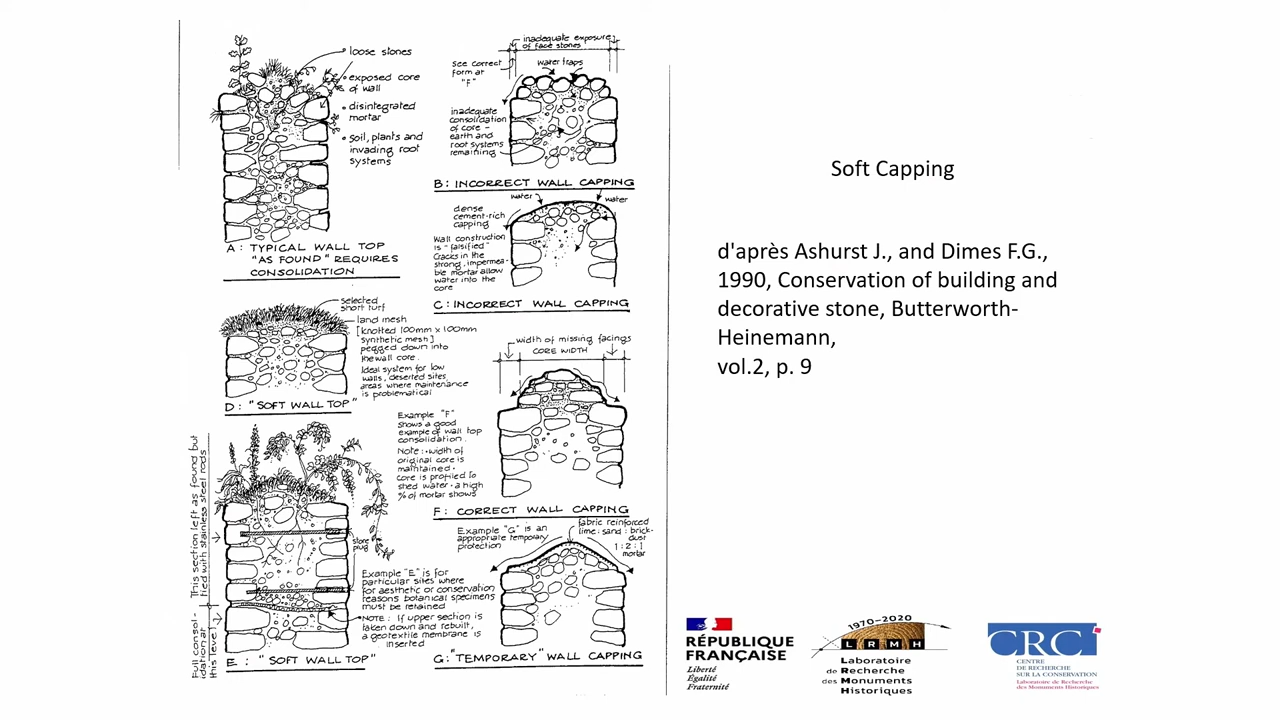 loose stones
exposed core
of wall
disintegrated
mortar
soil, plants and
invading root
systems
A: TYPICAL WALL TOP
"AS FOUND" REQUIRES
CONSOLIDATION
inadequate exposure
of face stones
see correct
form at
"F"
water traps
inadequate
consolidation
of core –
earth and
root systems
remaining
B: INCORRECT WALL CAPPING
water
water
dense
cement-rich
capping
Wall construction
is "falsified"
Cracks in the
strong, impermea-
ble mortar allow
water into the
core
C: INCORRECT WALL CAPPING
selected
short turf
land mesh
[knotted 100mm x 100mm
synthetic mesh]
pegged down into
the wall core.
Ideal system for low
walls, deserted sites,
areas where maintenance
is problematical
D: "SOFT WALL TOP"
width of missing facings
CORE WIDTH
Example "F"
shows a good
example of wall top
consolidation.
Note: width of
original core is
maintained.
core is profiled to
shed water - a high
% of mortar shows
F: CORRECT WALL CAPPING
This section left as found but
tied with stainless steel rods
Full consol-
idation at
this level
stone
plug
Example "E" is for
particular sites where
for aesthetic or conservation
reasons botanical specimens
must be retained
NOTE: If upper section is
taken down and rebuilt,
a geotextile membrane is
inserted
E: "SOFT WALL TOP"
Example "G" is an
appropriate temporary
protection
fabric reinforced
lime : sand : brick-
dust
1 : 2 : 1
mortar
G: "TEMPORARY" WALL CAPPING
Soft Capping
d'après Ashurst J., and Dimes F.G.,
1990, Conservation of building and
decorative stone, Butterworth-
Heinemann,
vol.2, p. 9
RÉPUBLIQUE
FRANÇAISE
Liberté
Égalité
Fraternité
1970-2020
LRMH
Laboratoire
de Recherche
des Monuments
Historiques
CRC
CENTRE
DE RECHERCHE
SUR LA CONSERVATION
Laboratoire de Recherche
des Monuments Historiques